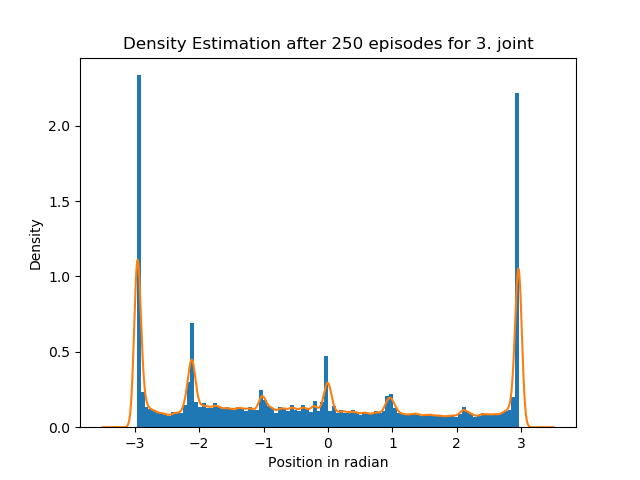 Density Estimation after 250 episodes for 3. joint
Density
2.0
1.5
1.0
0.5
0.0
−3 −2 −1 0 1 2 3
Position in radian